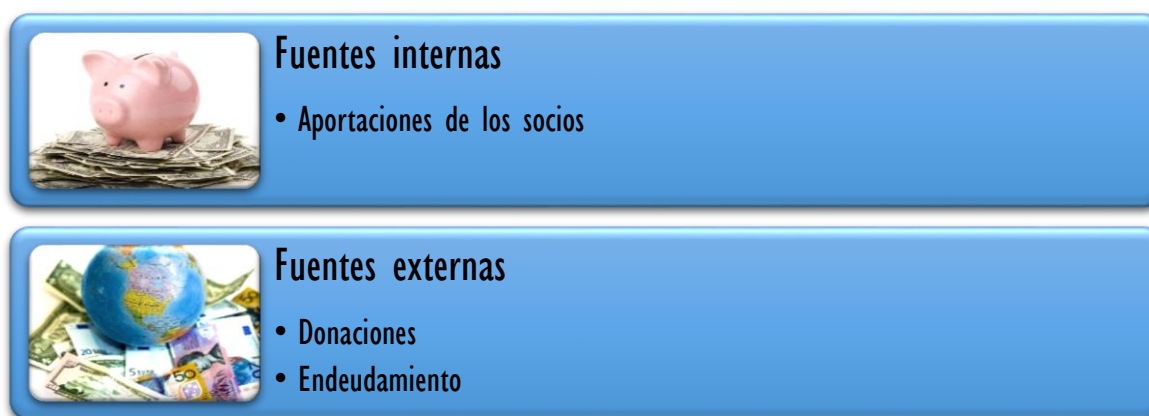 Fuentes internas
• Aportaciones de los socios
Fuentes externas
• Donaciones
• Endeudamiento